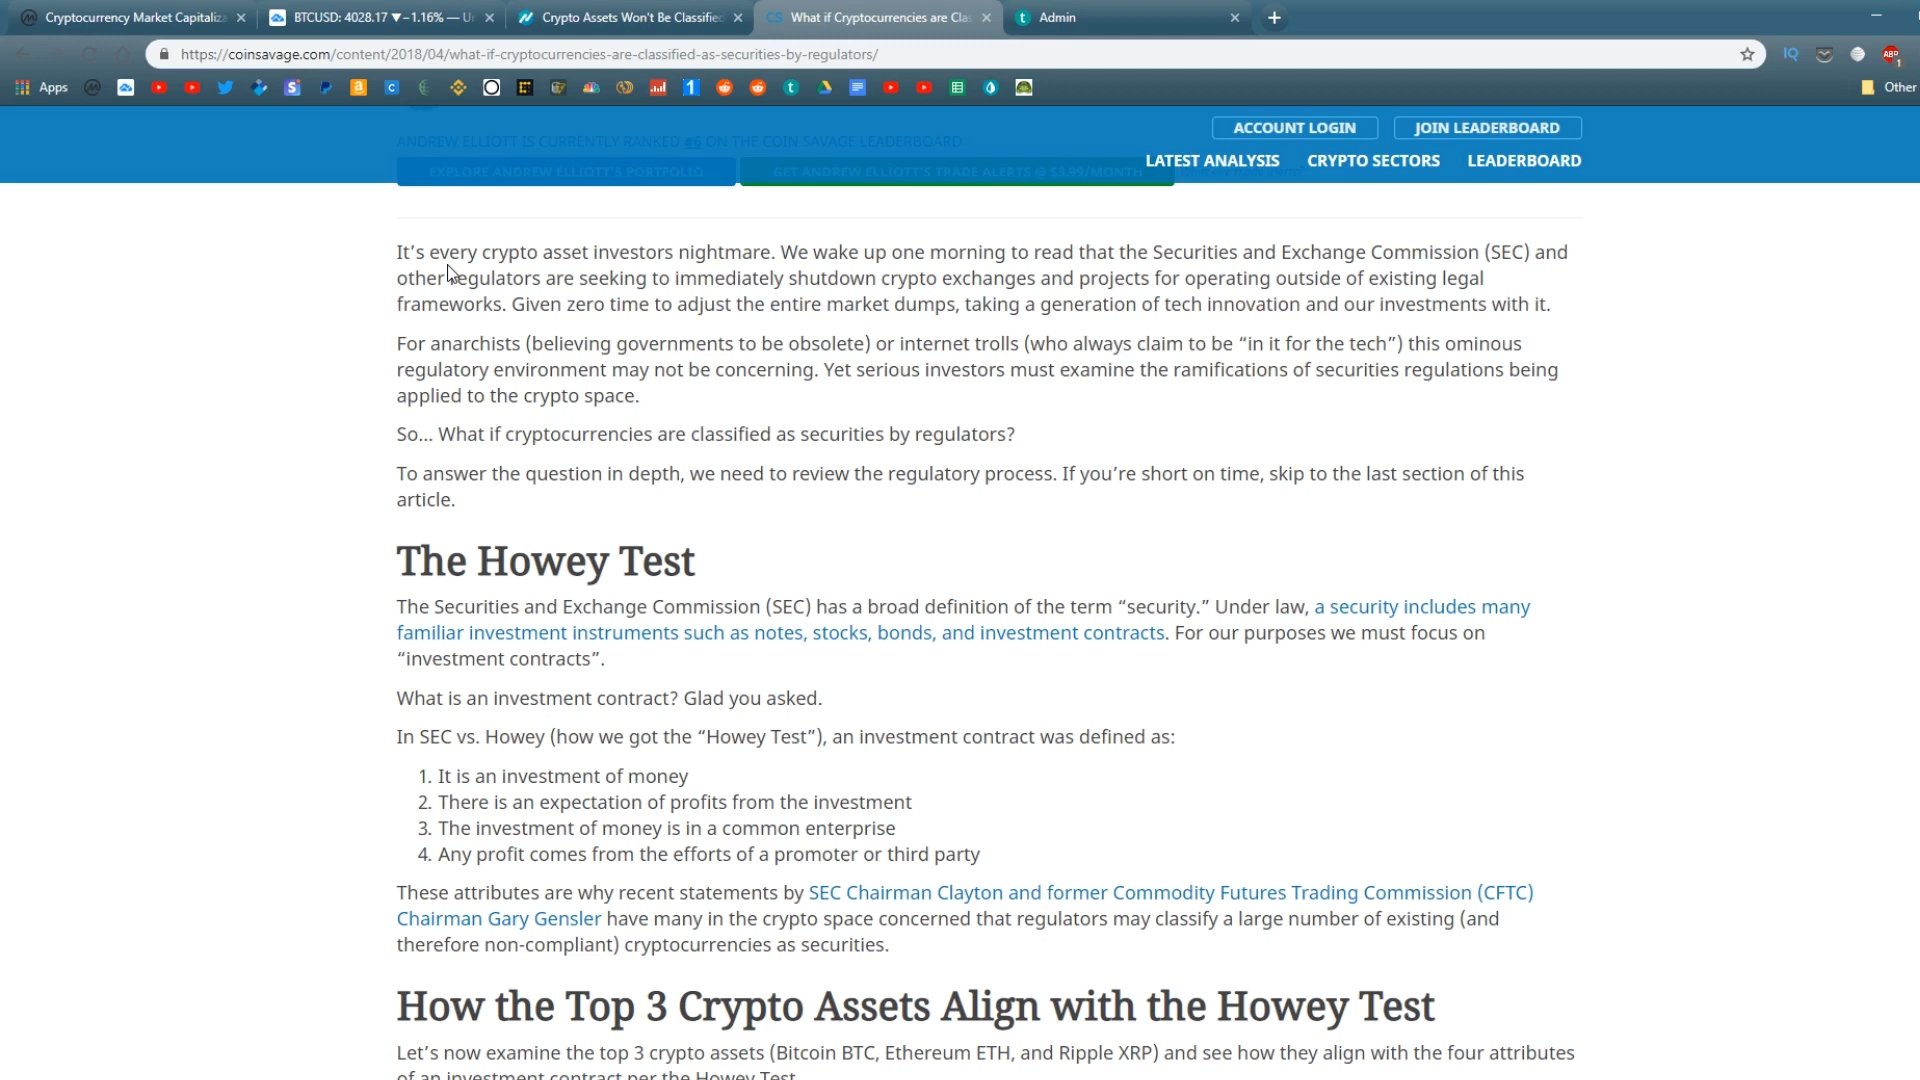 Cryptocurrency Market Capitaliza
BTCUSD: 4028.17 ▼−1.16% — Un
Crypto Assets Won't Be Classified
What if Cryptocurrencies are Clas
Admin
https://coinsavage.com/content/2018/04/what-if-cryptocurrencies-are-classified-as-securities-by-regulators/
Apps
Other
ACCOUNT LOGIN
JOIN LEADERBOARD
ANDREW ELLIOTT IS CURRENTLY RANKED #6 ON THE COIN SAVAGE LEADERBOARD
LATEST ANALYSIS
CRYPTO SECTORS
LEADERBOARD
EXPLORE ANDREW ELLIOTT'S PORTFOLIO
GET ANDREW ELLIOTT'S TRADE ALERTS @ $3.99/MONTH
It's every crypto asset investors nightmare. We wake up one morning to read that the Securities and Exchange Commission (SEC) and
other regulators are seeking to immediately shutdown crypto exchanges and projects for operating outside of existing legal
frameworks. Given zero time to adjust the entire market dumps, taking a generation of tech innovation and our investments with it.
For anarchists (believing governments to be obsolete) or internet trolls (who always claim to be “in it for the tech”) this ominous
regulatory environment may not be concerning. Yet serious investors must examine the ramifications of securities regulations being
applied to the crypto space.
So… What if cryptocurrencies are classified as securities by regulators?
To answer the question in depth, we need to review the regulatory process. If you're short on time, skip to the last section of this
article.
The Howey Test
The Securities and Exchange Commission (SEC) has a broad definition of the term “security.” Under law, a security includes many
familiar investment instruments such as notes, stocks, bonds, and investment contracts. For our purposes we must focus on
“investment contracts”.
What is an investment contract? Glad you asked.
In SEC vs. Howey (how we got the “Howey Test”), an investment contract was defined as:
1. It is an investment of money
2. There is an expectation of profits from the investment
3. The investment of money is in a common enterprise
4. Any profit comes from the efforts of a promoter or third party
These attributes are why recent statements by SEC Chairman Clayton and former Commodity Futures Trading Commission (CFTC)
Chairman Gary Gensler have many in the crypto space concerned that regulators may classify a large number of existing (and
therefore non-compliant) cryptocurrencies as securities.
How the Top 3 Crypto Assets Align with the Howey Test
Let's now examine the top 3 crypto assets (Bitcoin BTC, Ethereum ETH, and Ripple XRP) and see how they align with the four attributes
of an investment contract per the Howey Test.